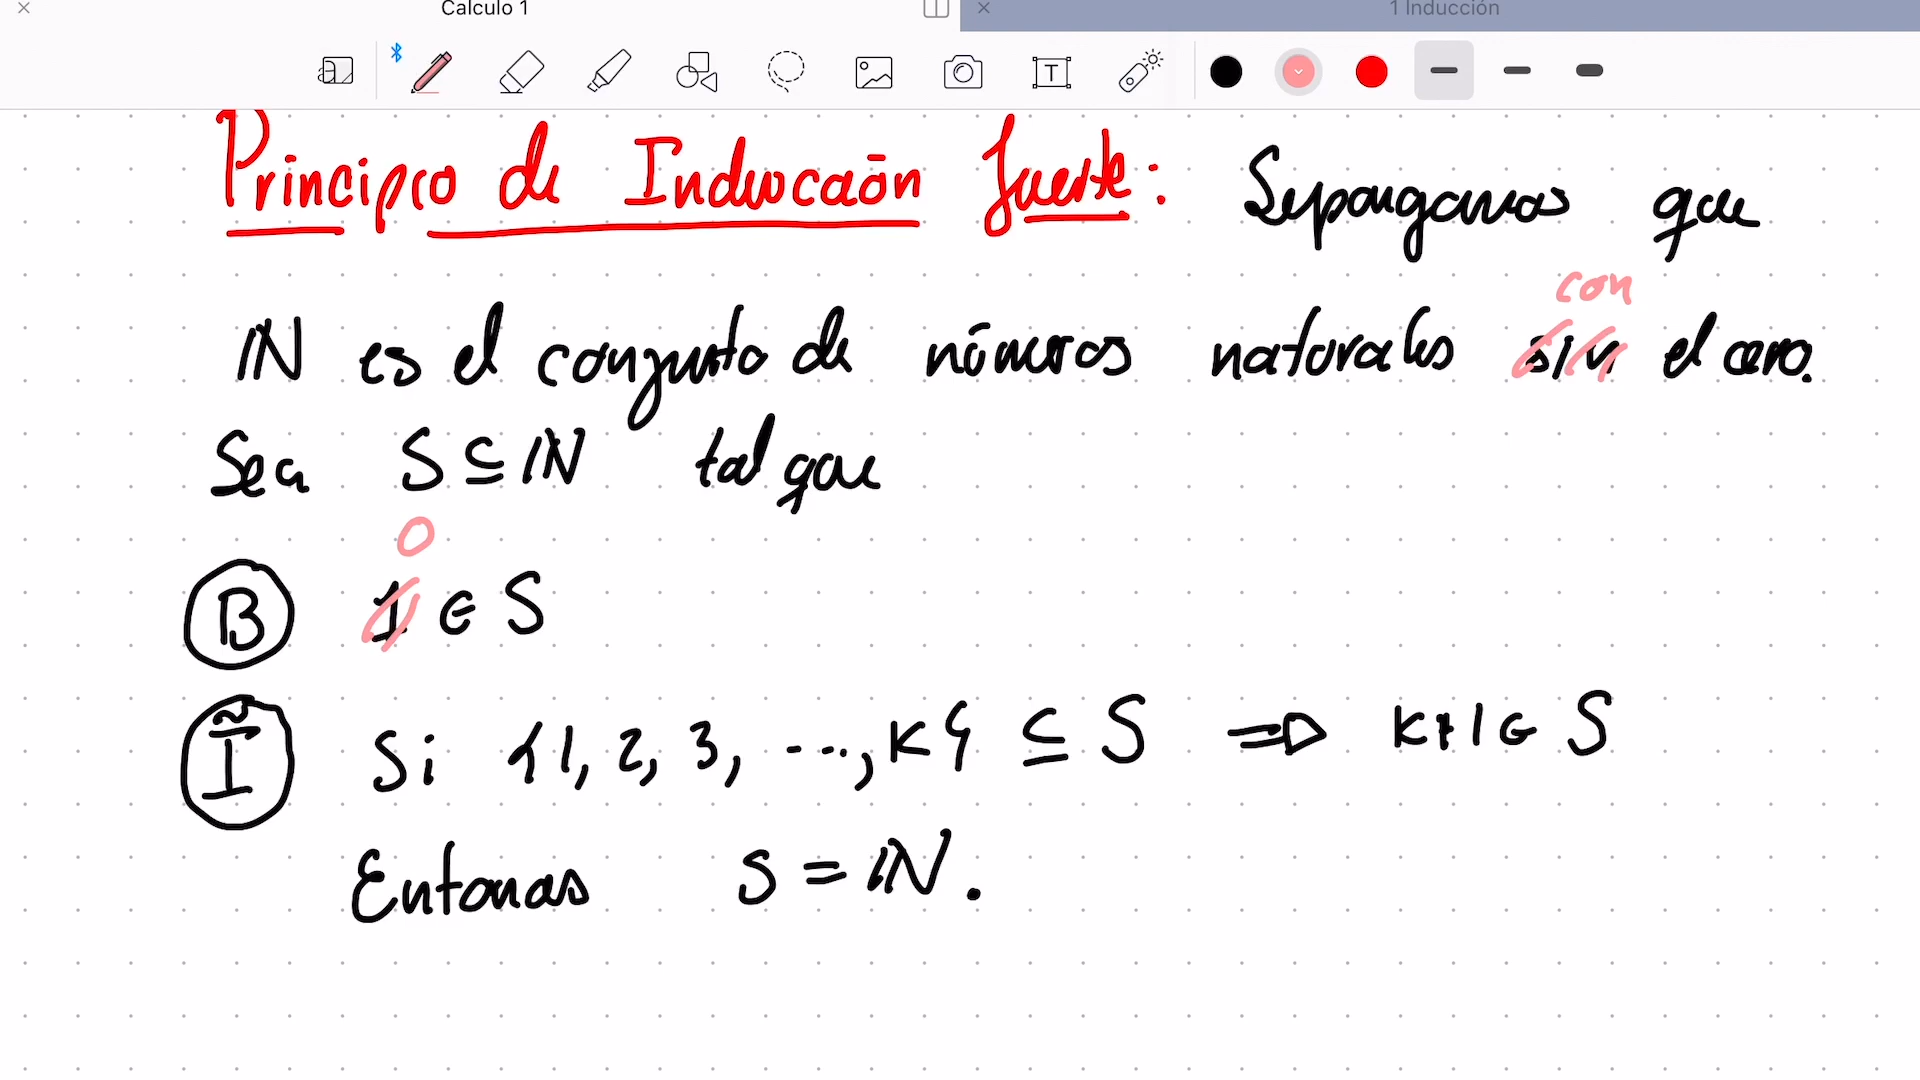 Calculo 1
1 Inducción
Principio de Inducción fuerte: Supongamos que
con
ℕ es el conjunto de números naturales sin el cero.
Sea S ⊆ ℕ tal que
0
B 1 ∈ S
Ĩ Si {1, 2, 3, ..., K} ⊆ S ⇒ K+1 ∈ S
Entonces S = ℕ.